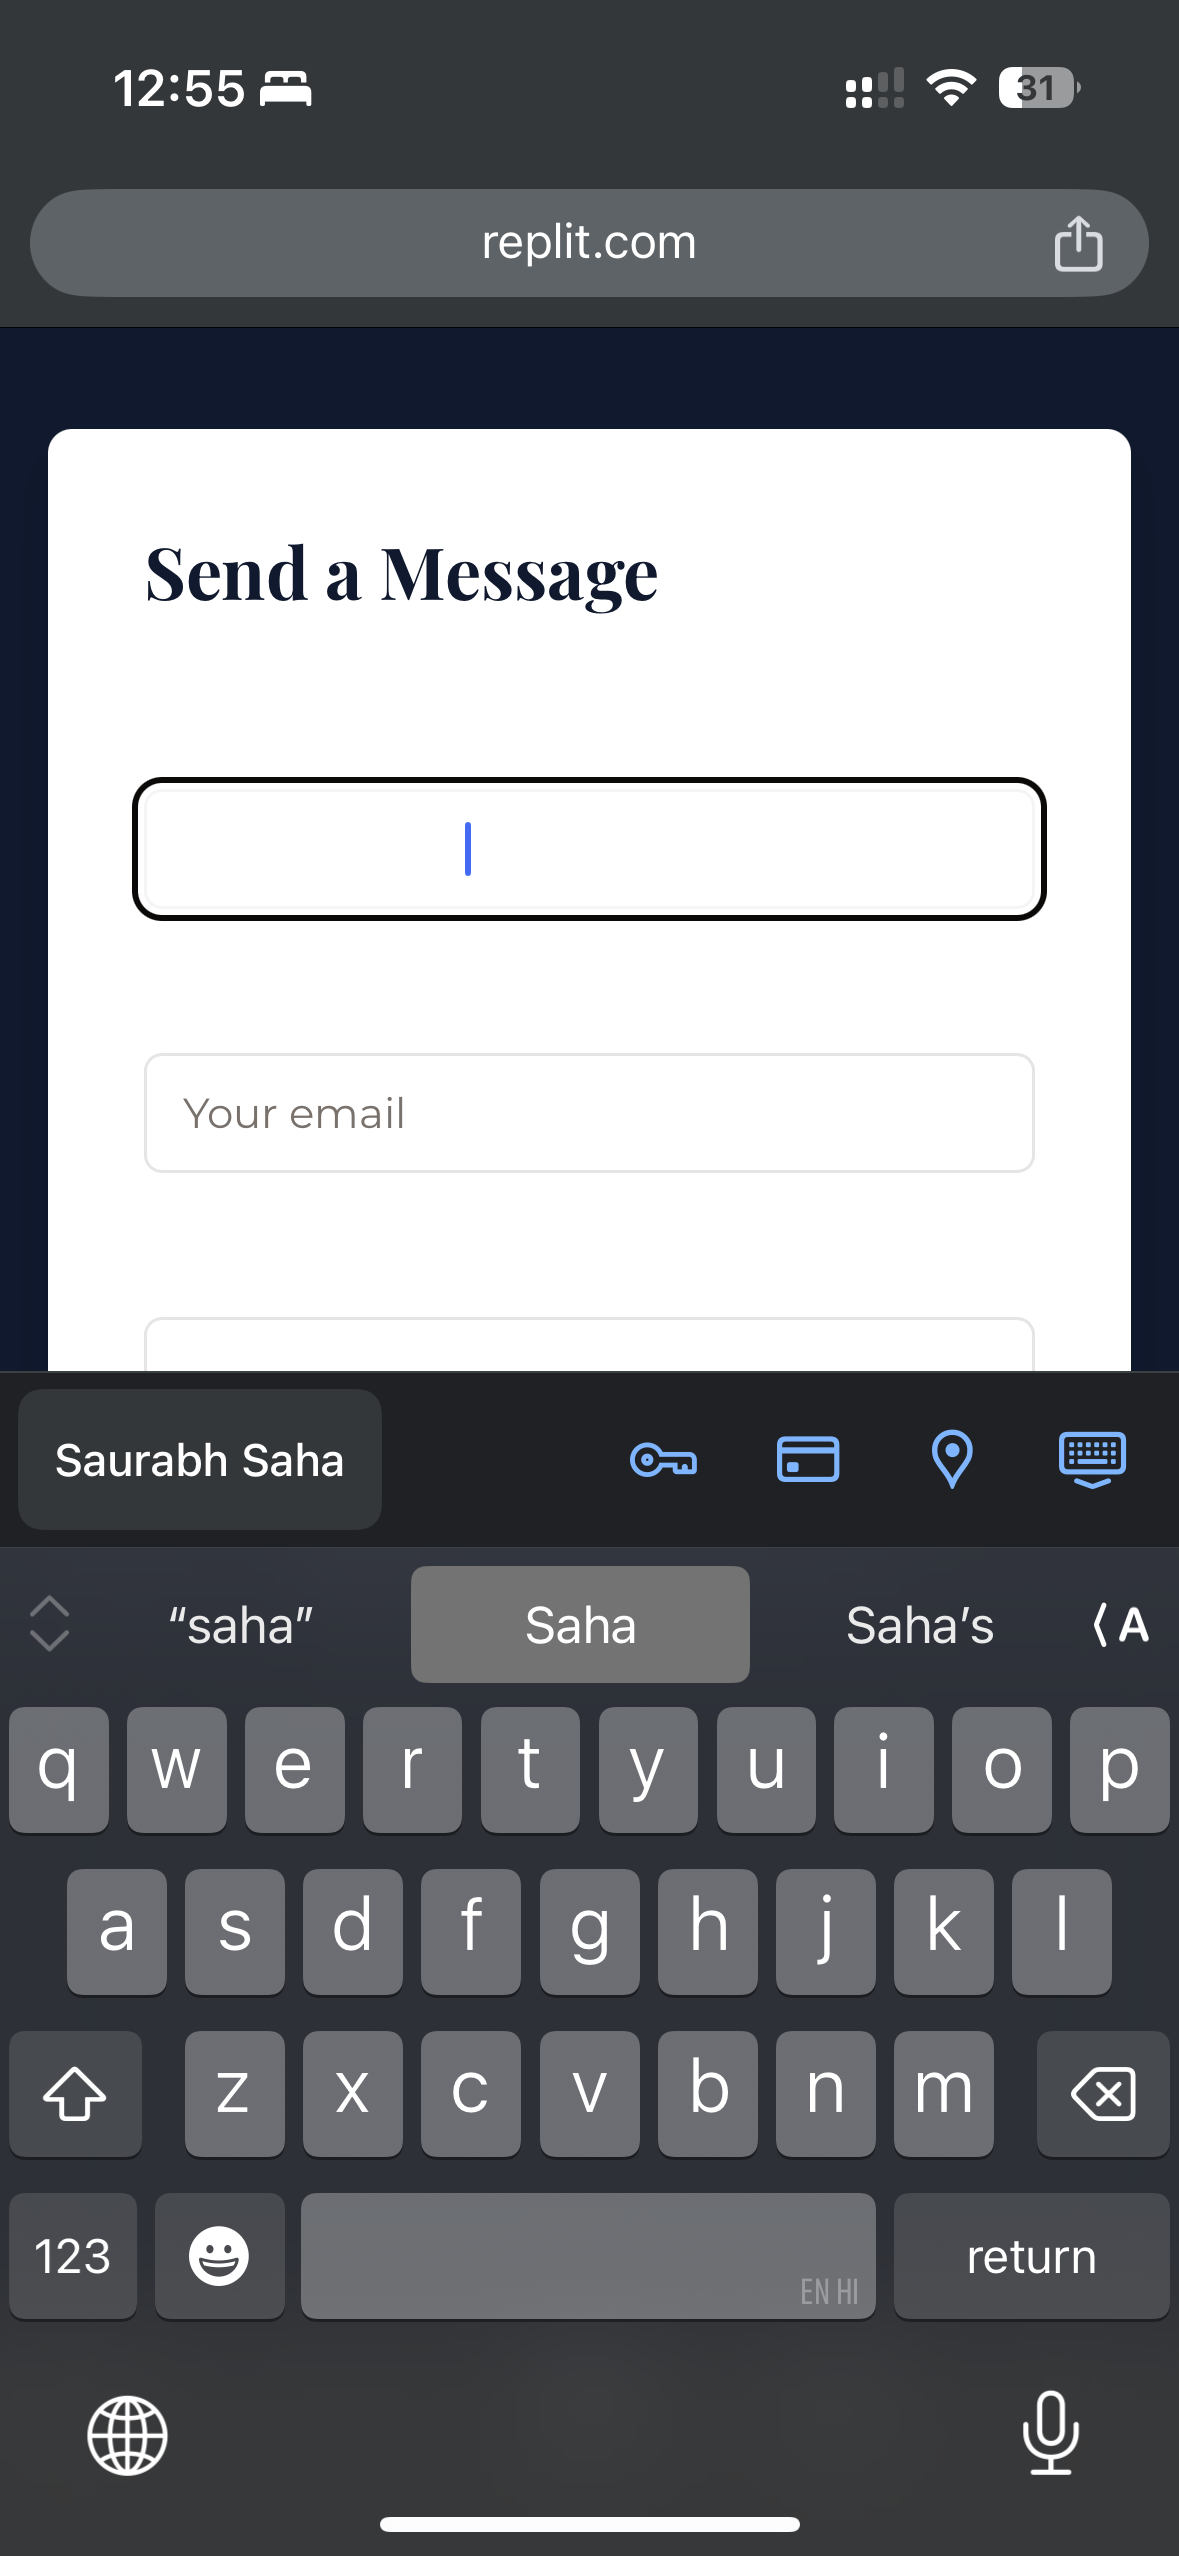 12:55
31
replit.com
Send a Message
Your email
Saurabh Saha
“saha” Saha Saha’s ⟨A
q w e r t y u i o p
a s d f g h j k l
z x c v b n m
123 EN HI return